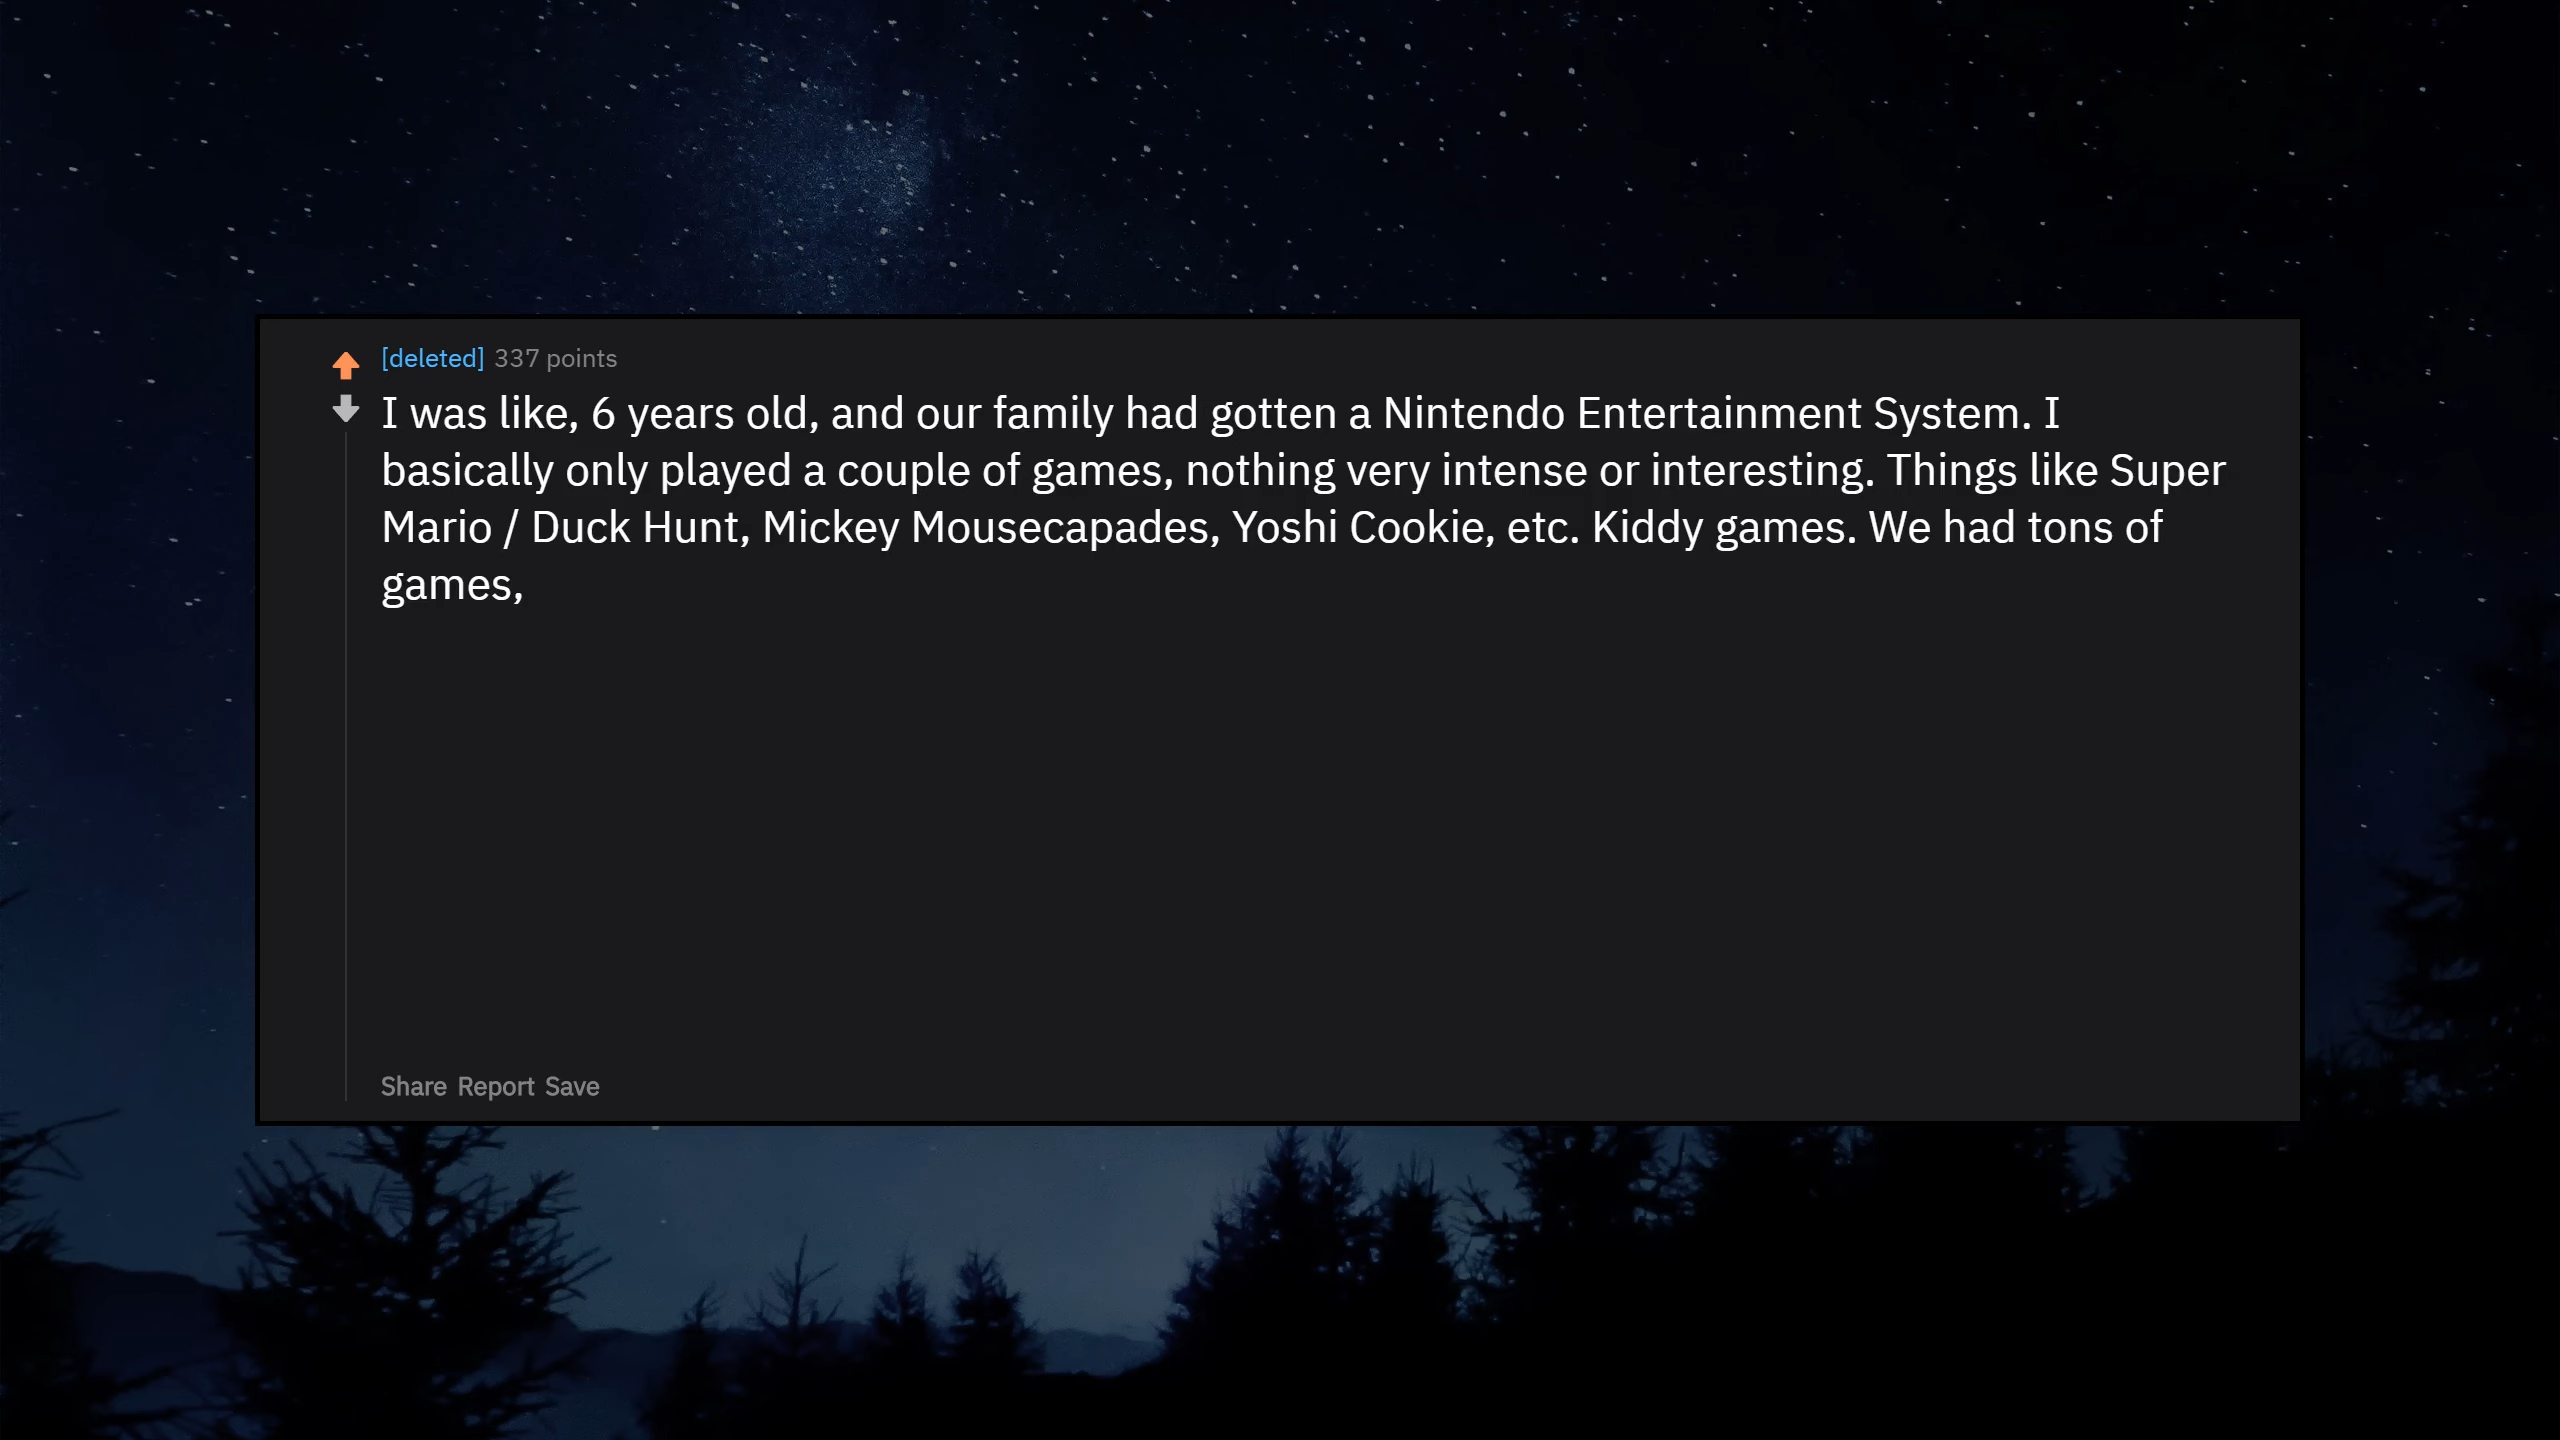 [deleted] 337 points
I was like, 6 years old, and our family had gotten a Nintendo Entertainment System. I
basically only played a couple of games, nothing very intense or interesting. Things like Super
Mario / Duck Hunt, Mickey Mousecapades, Yoshi Cookie, etc. Kiddy games. We had tons of
games,
Share Report Save